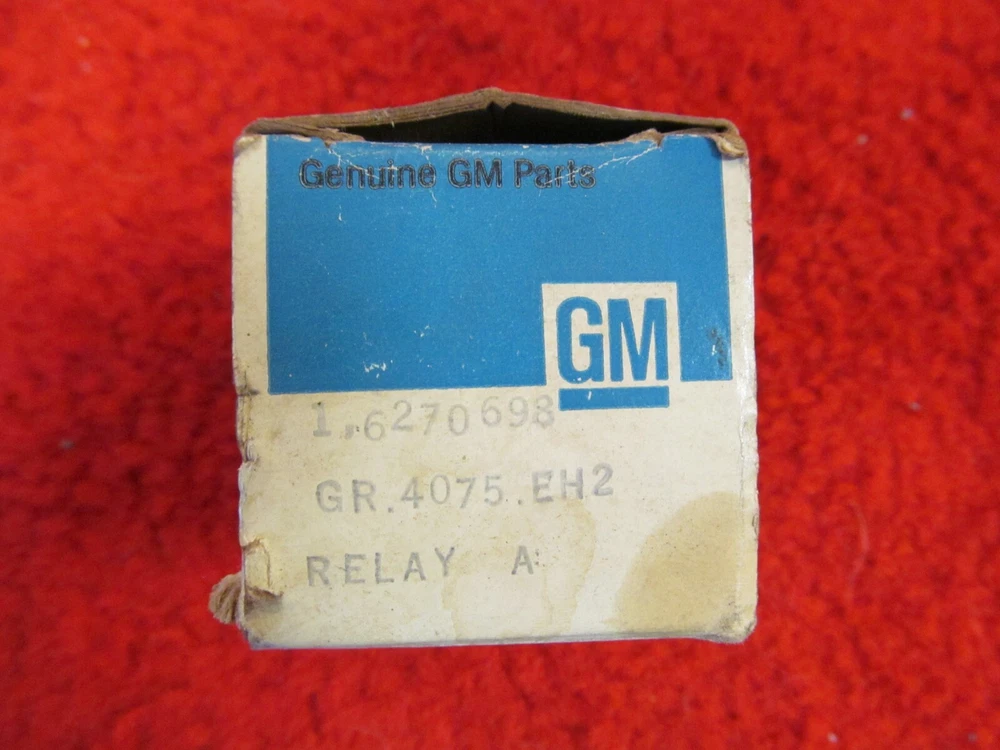 Genuine GM Parts
GM
1,6270698
GR.4075.EH2
RELAY A